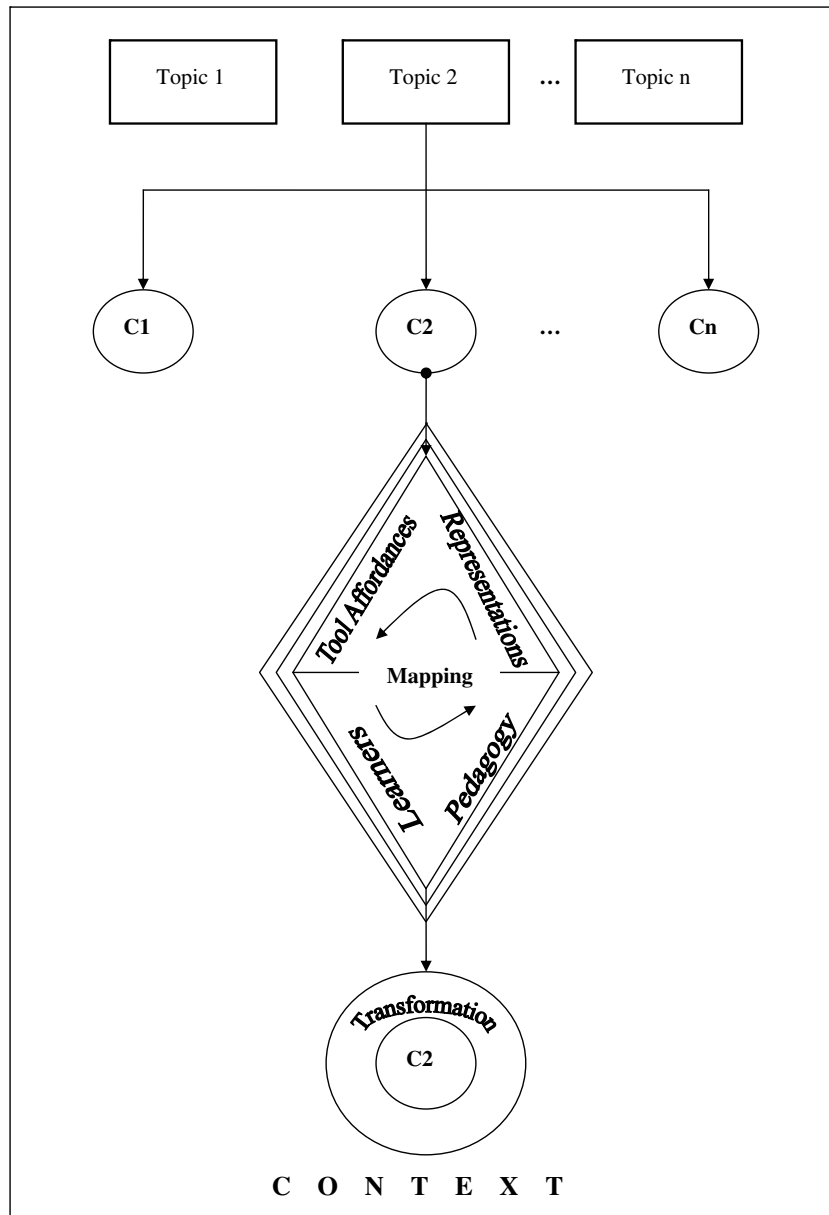 Topic 1
Topic 2
...
Topic n
C1
C2
...
Cn
Tool Affordances
Representations
Mapping
Learners
Pedagogy
Transformation
C2
C O N T E X T